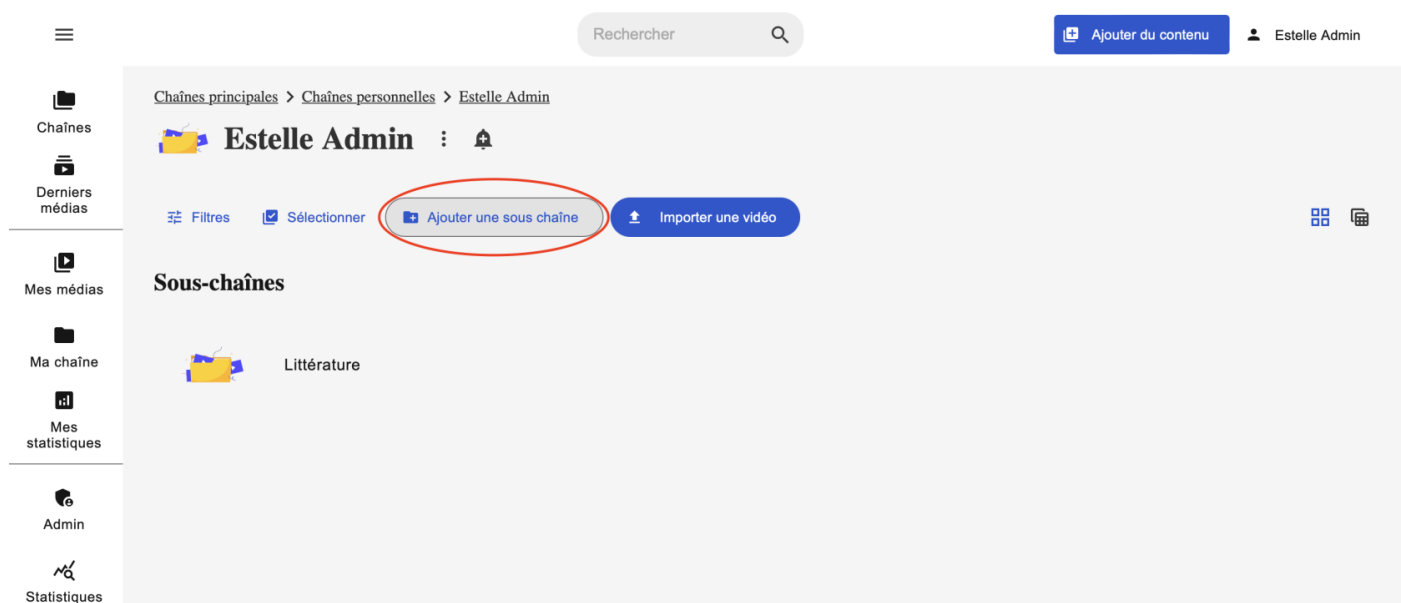 Rechercher
Ajouter du contenu
Estelle Admin
Chaînes
Derniers
médias
Mes médias
Ma chaîne
Mes
statistiques
Admin
Statistiques
Chaînes principales > Chaînes personnelles > Estelle Admin
Estelle Admin
Filtres
Sélectionner
Ajouter une sous chaîne
Importer une vidéo
Sous-chaînes
Littérature